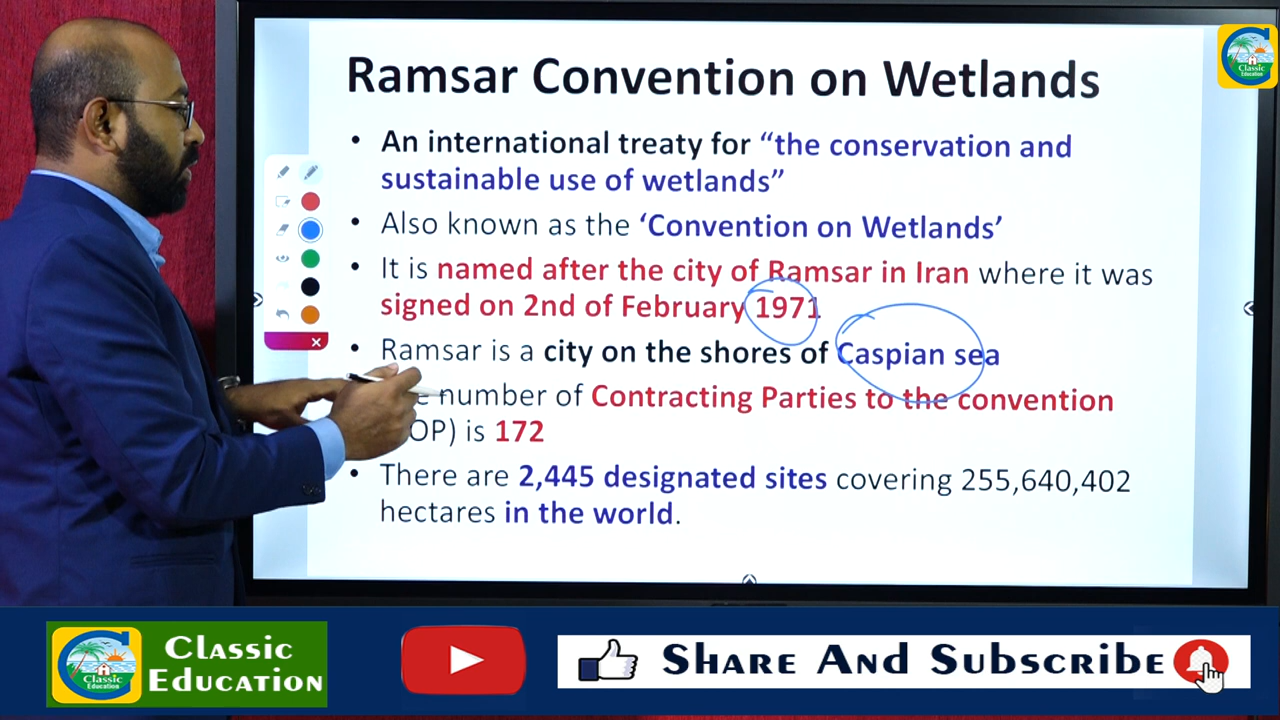 Ramsar Convention on Wetlands
• An international treaty for “the conservation and
sustainable use of wetlands”
• Also known as the ‘Convention on Wetlands’
• It is named after the city of Ramsar in Iran where it was
signed on 2nd of February 1971
• Ramsar is a city on the shores of Caspian sea
number of Contracting Parties to the convention
OP) is 172
• There are 2,445 designated sites covering 255,640,402
hectares in the world.
Classic
Education
Classic
Education
Classic
Education
Share And Subscribe